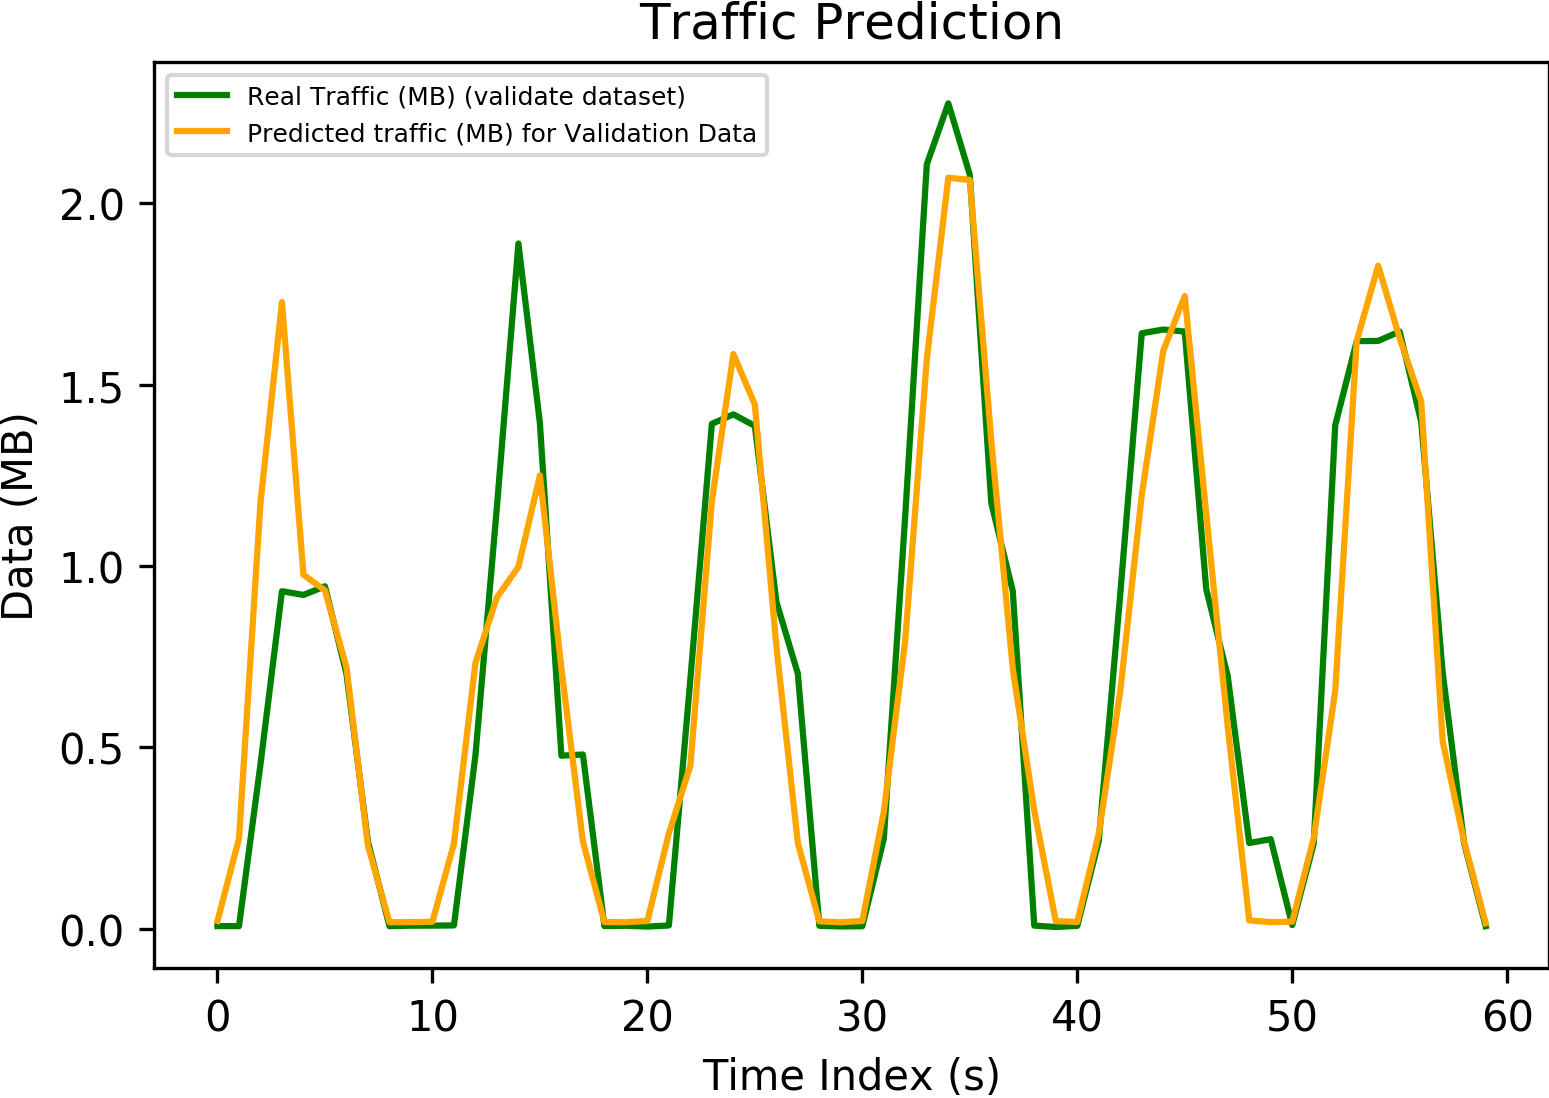 Traffic Prediction
Real Traffic (MB) (validate dataset)
Predicted traffic (MB) for Validation Data
Data (MB)
2.0
1.5
1.0
0.5
0.0
0 10 20 30 40 50 60
Time Index (s)